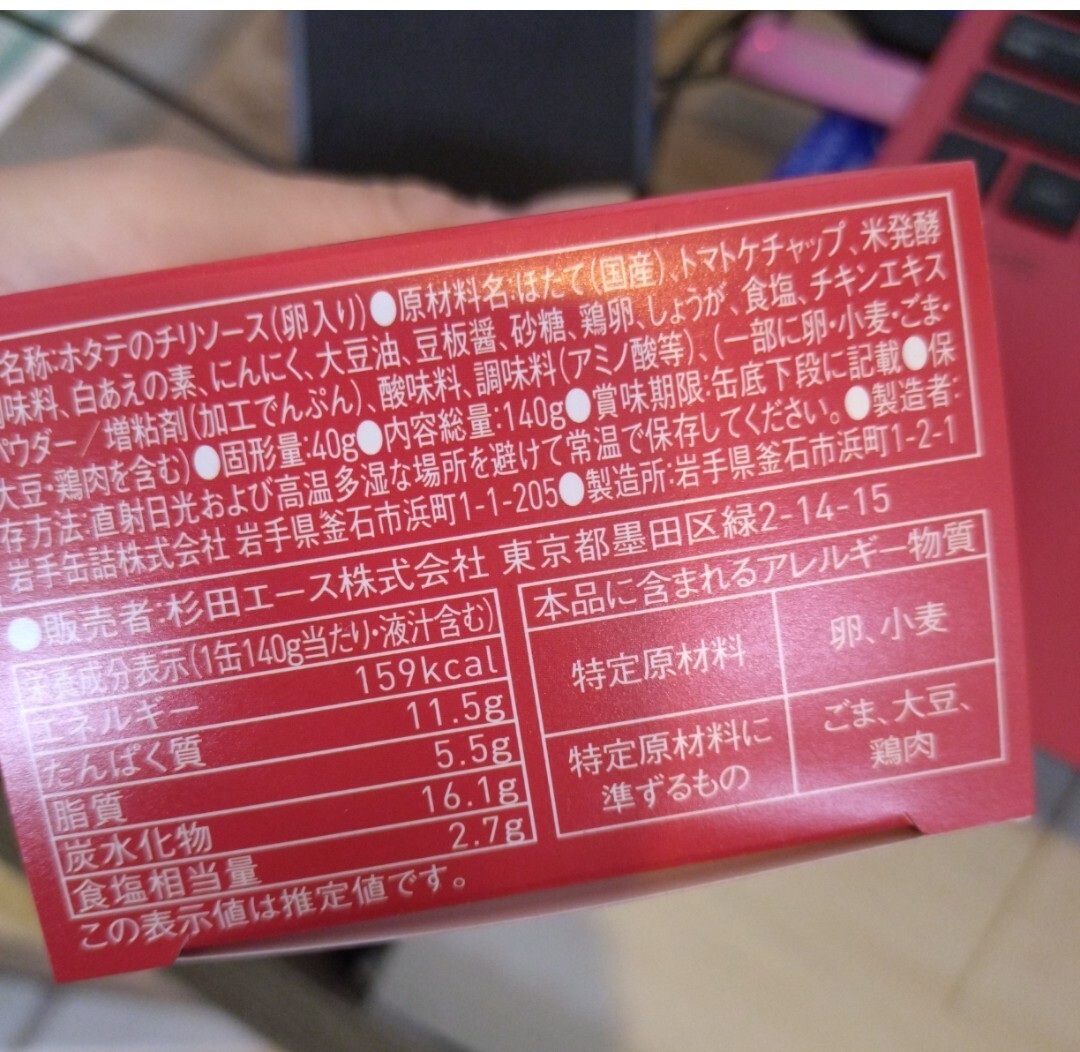 名称:ホタテのチリソース(卵入り)●原材料名:ほたて(国産)トマトケチャップ、米発酵
調味料、白あえの素、にんにく、大豆油、豆板醤、砂糖、鶏卵、しょうが、食塩、チキンエキス
パウダー/増粘剤(加工でんぷん)、酸味料、調味料(アミノ酸等)、(一部に卵・小麦・ごま・
大豆・鶏肉を含む)●固形量:40g●内容総量:140g●賞味期限:缶底下段に記載●保
存方法:直射日光および高温多湿な場所を避けて常温で保存してください。●製造者:
岩手缶詰株式会社 岩手県釜石市浜町1-1-205●製造所:岩手県釜石市浜町1-2-1
●販売者:杉田エース株式会社 東京都墨田区緑2-14-15
栄養成分表示(1缶140g当たり・液汁含む)
エネルギー 159kcal
たんぱく質 11.5g
脂質 5.5g
炭水化物 16.1g
食塩相当量 2.7g
この表示値は推定値です。
本品に含まれるアレルギー物質
特定原材料 卵、小麦
特定原材料に
準ずるもの
ごま、大豆、
鶏肉